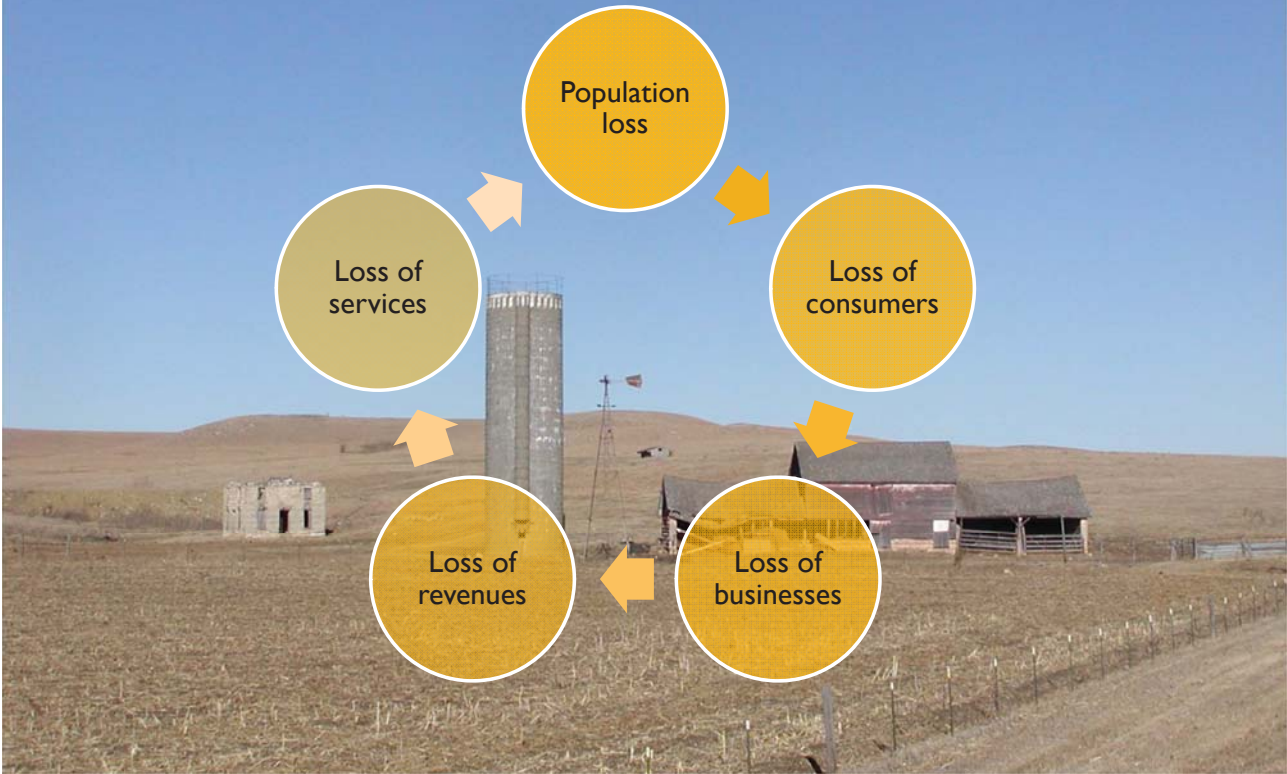 Population
loss
Loss of
consumers
Loss of
businesses
Loss of
revenues
Loss of
services